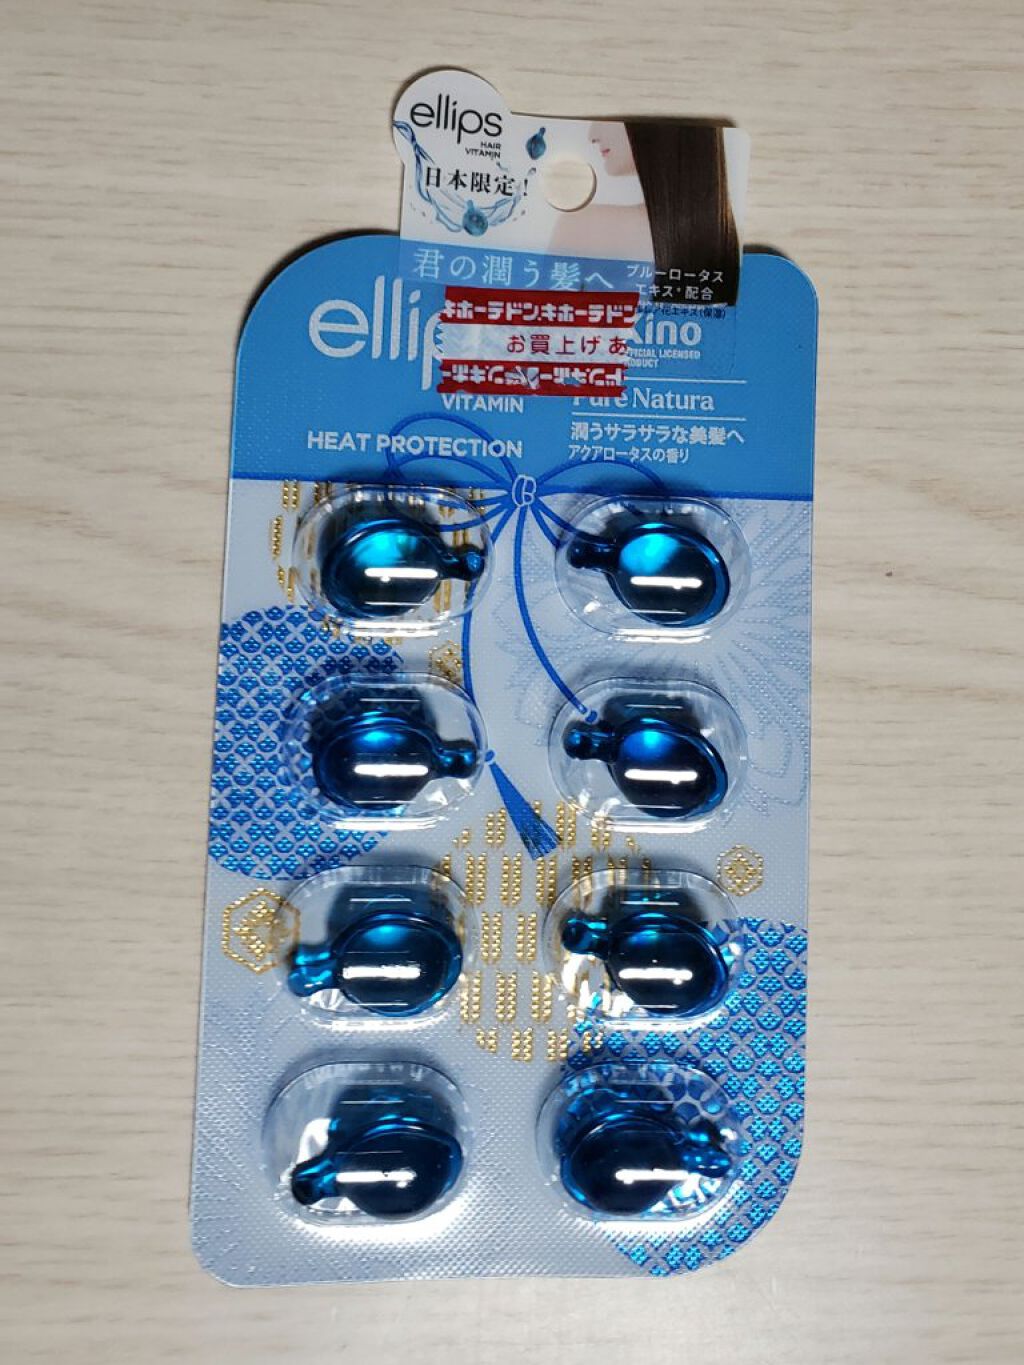 ellips
HAIR
VITAMIN
日本限定!
君の潤う髪へ
ブルーロータス
エキス*配合
キホーテドン.キホーテドン
お買上げあ
VITAMIN
HEAT PROTECTION
LICENSED
Pure Natura
潤うサラサラな美髪へ
アクアロータスの香り